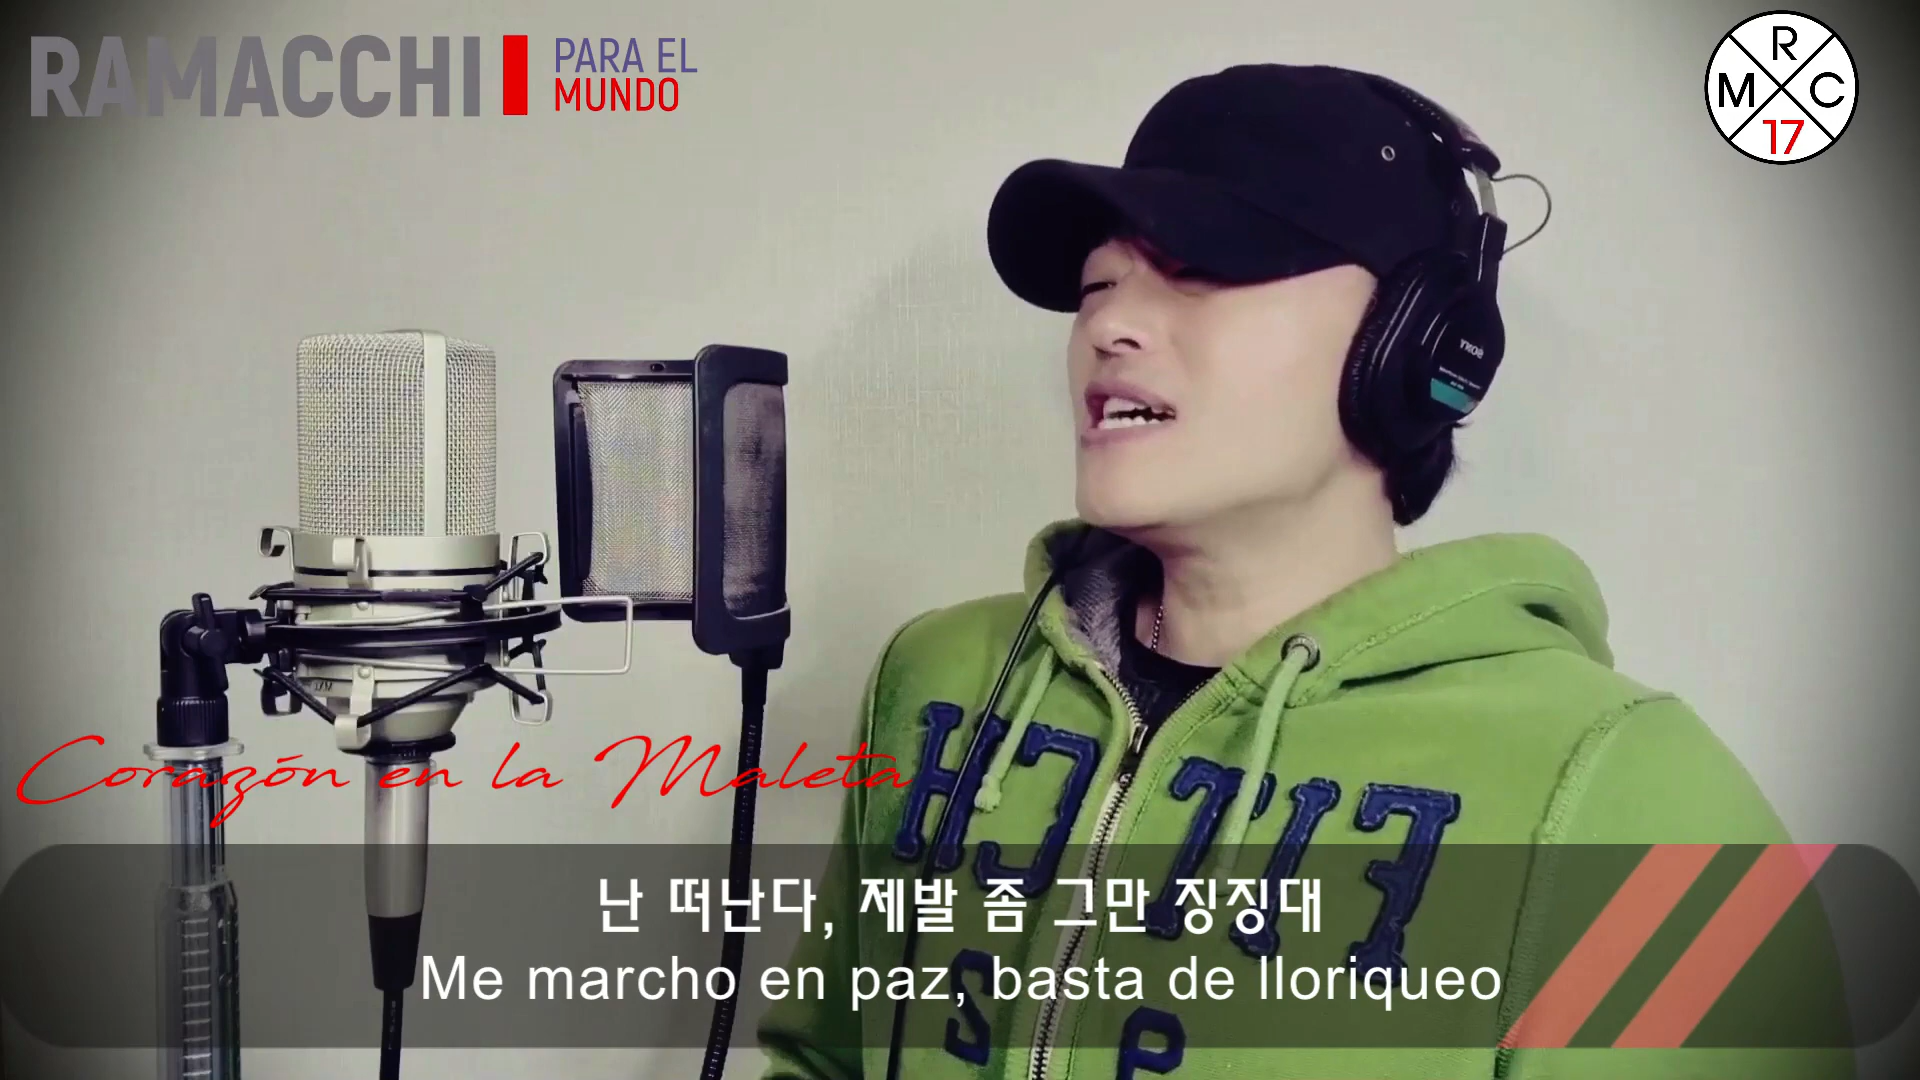 RAMACCHI
PARA EL
MUNDO
R
M C
17
SONY
Corazón en la Maleta
난 떠난다, 제발 좀 그만 징징대
Me marcho en paz, basta de lloriqueo